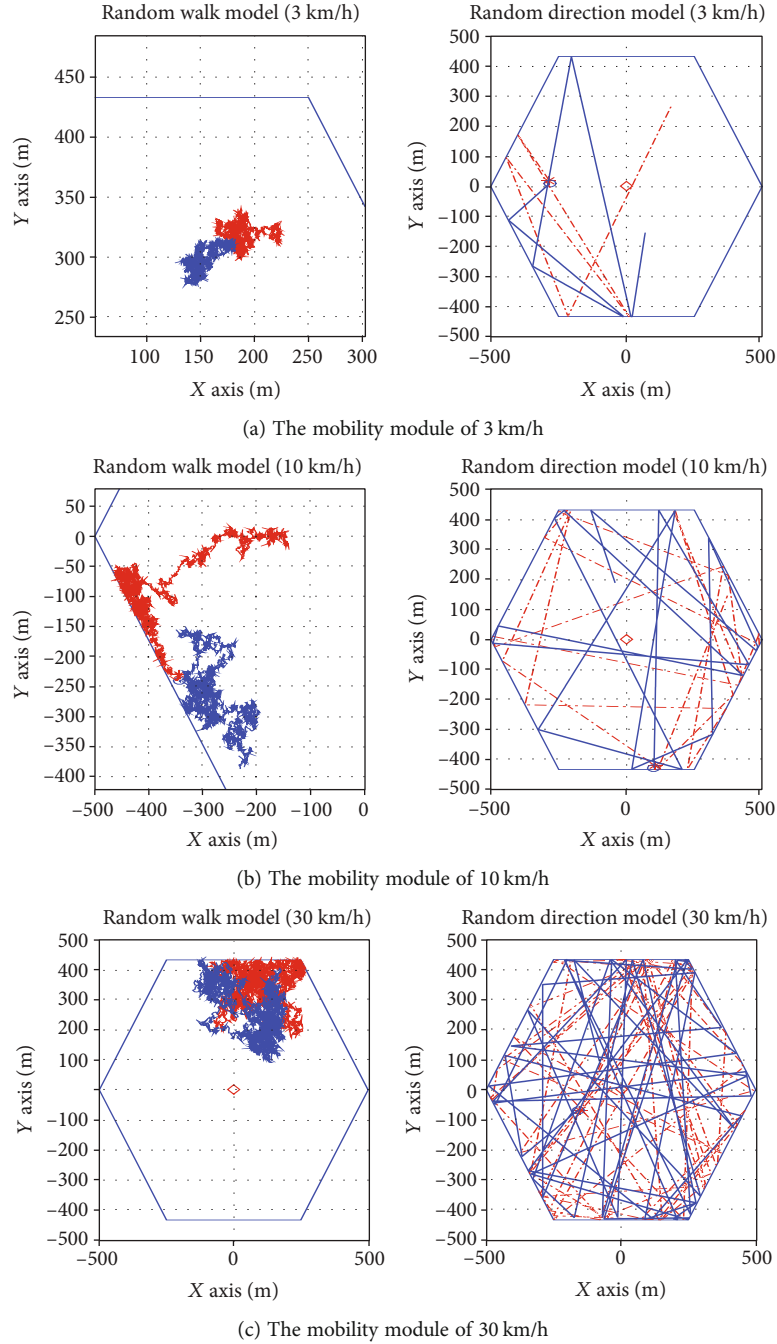 Random walk model (3 km/h)
450
400
350
300
250
Y axis (m)
100 150 200 250 300
X axis (m)
Random direction model (3 km/h)
500
400
300
200
100
0
−100
−200
−300
−400
−500
Y axis (m)
−500 0 500
X axis (m)
(a) The mobility module of 3 km/h
Random walk model (10 km/h)
50
0
−50
−100
−150
−200
−250
−300
−350
−400
Y axis (m)
−500 −400 −300 −200 −100 0
X axis (m)
Random direction model (10 km/h)
500
400
300
200
100
0
−100
−200
−300
−400
−500
Y axis (m)
−500 0 500
X axis (m)
(b) The mobility module of 10 km/h
Random walk model (30 km/h)
500
400
300
200
100
0
−100
−200
−300
−400
−500
Y axis (m)
−500 0 500
X axis (m)
Random direction model (30 km/h)
500
400
300
200
100
0
−100
−200
−300
−400
−500
Y axis (m)
−500 0 500
X axis (m)
(c) The mobility module of 30 km/h